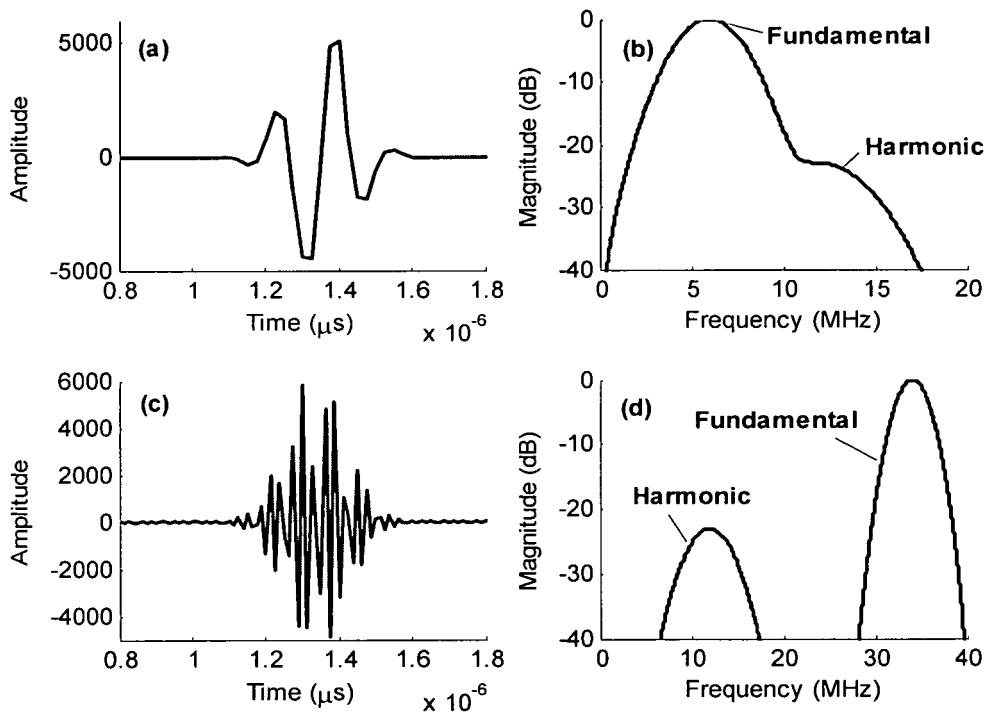 (a)
Amplitude
5000
0
-5000
0.8
1
1.2
1.4
1.6
1.8
Time (μs)
x 10⁻⁶
(b)
Magnitude (dB)
0
-10
-20
-30
-40
Fundamental
Harmonic
0
5
10
15
20
Frequency (MHz)
(c)
Amplitude
6000
4000
2000
0
-2000
-4000
0.8
1
1.2
1.4
1.6
1.8
Time (μs)
x 10⁻⁶
(d)
Magnitude (dB)
0
-10
-20
-30
-40
Fundamental
Harmonic
0
10
20
30
40
Frequency (MHz)